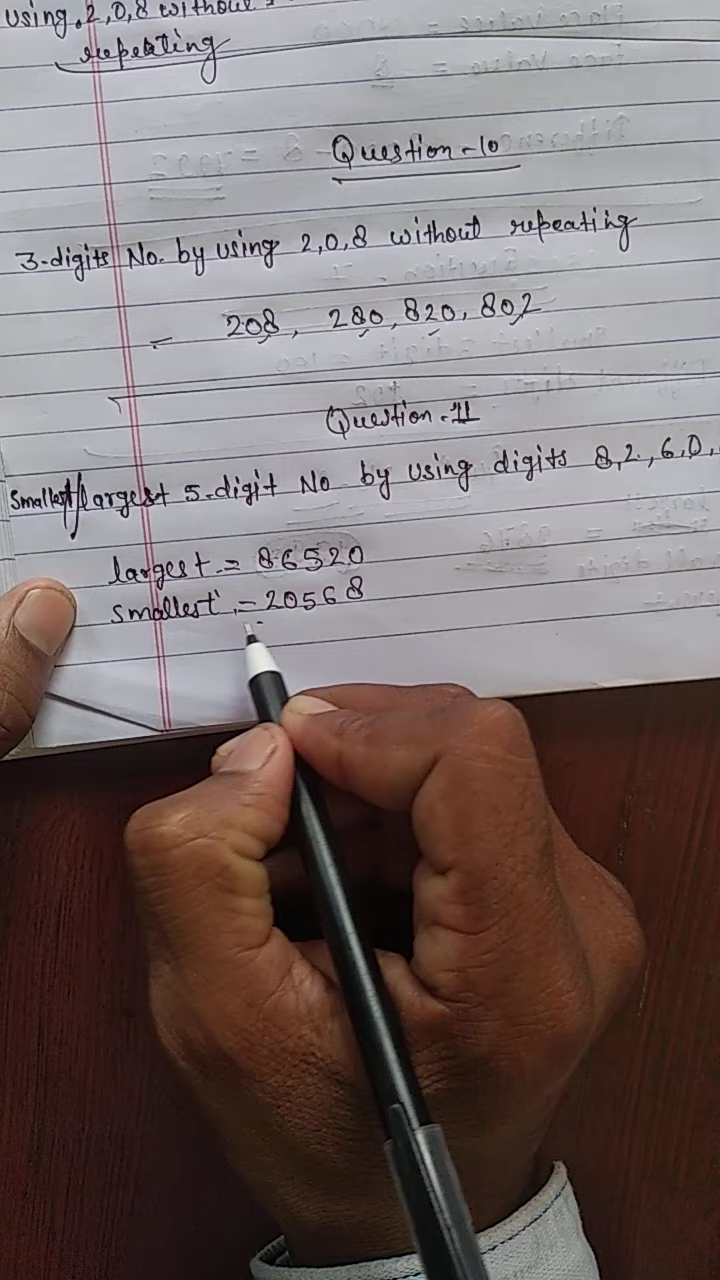 using 2,0,8 without
repeating
Question-10
3-digits No. by using 2,0,8 without repeating
= 208, 280, 820, 802
Question-11
Smallest/largest 5-digit No by using digits 8,2,6,0,
largest = 86520
smallest = 20568